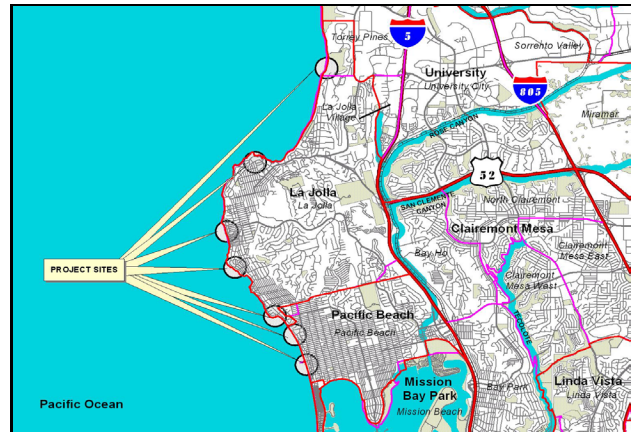 Torrey Pines
5
Sorrento Valley
University
University City
805
La Jolla
Village
Miramar
ROSE CANYON
52
La Jolla
La Jolla
SAN CLEMENTE
CANYON
North Clairemont
Clairemont Mesa
Bay Ho
Clairemont
Mesa East
PROJECT SITES
Clairemont
Mesa West
TECOLOTE
Pacific Beach
Pacific Beach
Mission
Bay Park
Mission Beach
Bay Park
Linda Vista
Linda Vista
Pacific Ocean